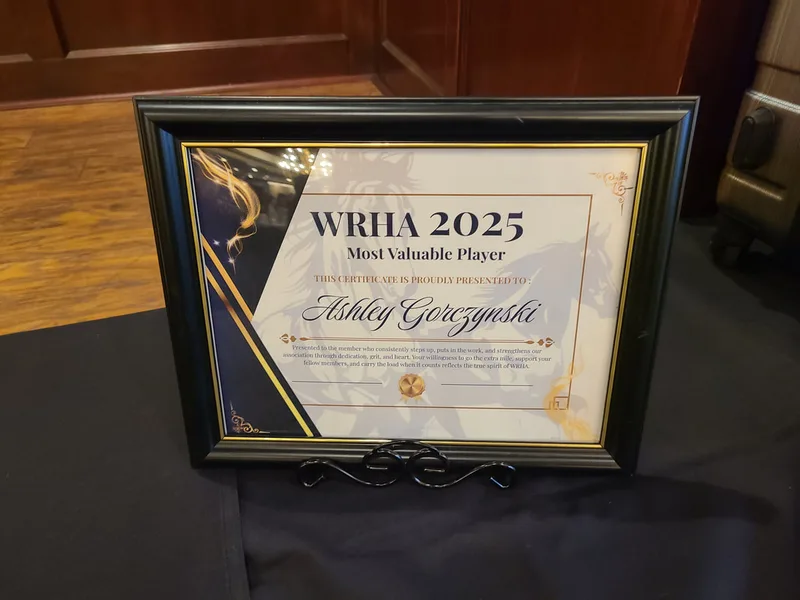 WRHA 2025
Most Valuable Player
THIS CERTIFICATE IS PROUDLY PRESENTED TO :
Ashley Gorczynski
Presented to the member who consistently steps up, puts in the work, and strengthens our
association through dedication, grit, and heart. Your willingness to go the extra mile, support your
fellow members, and carry the load when it counts reflects the true spirit of WRHA.